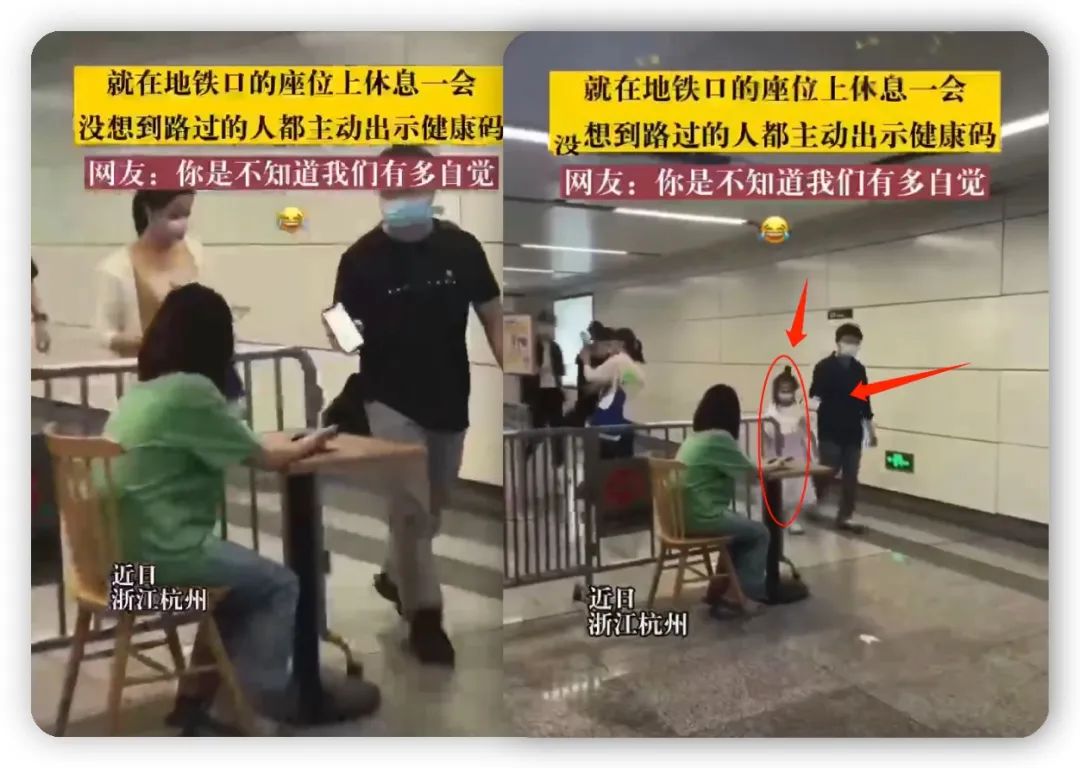 就在地铁口的座位上休息一会
没想到路过的人都主动出示健康码
网友：你是不知道我们有多自觉
近日
浙江杭州
就在地铁口的座位上休息一会
没想到路过的人都主动出示健康码
网友：你是不知道我们有多自觉
近日
浙江杭州